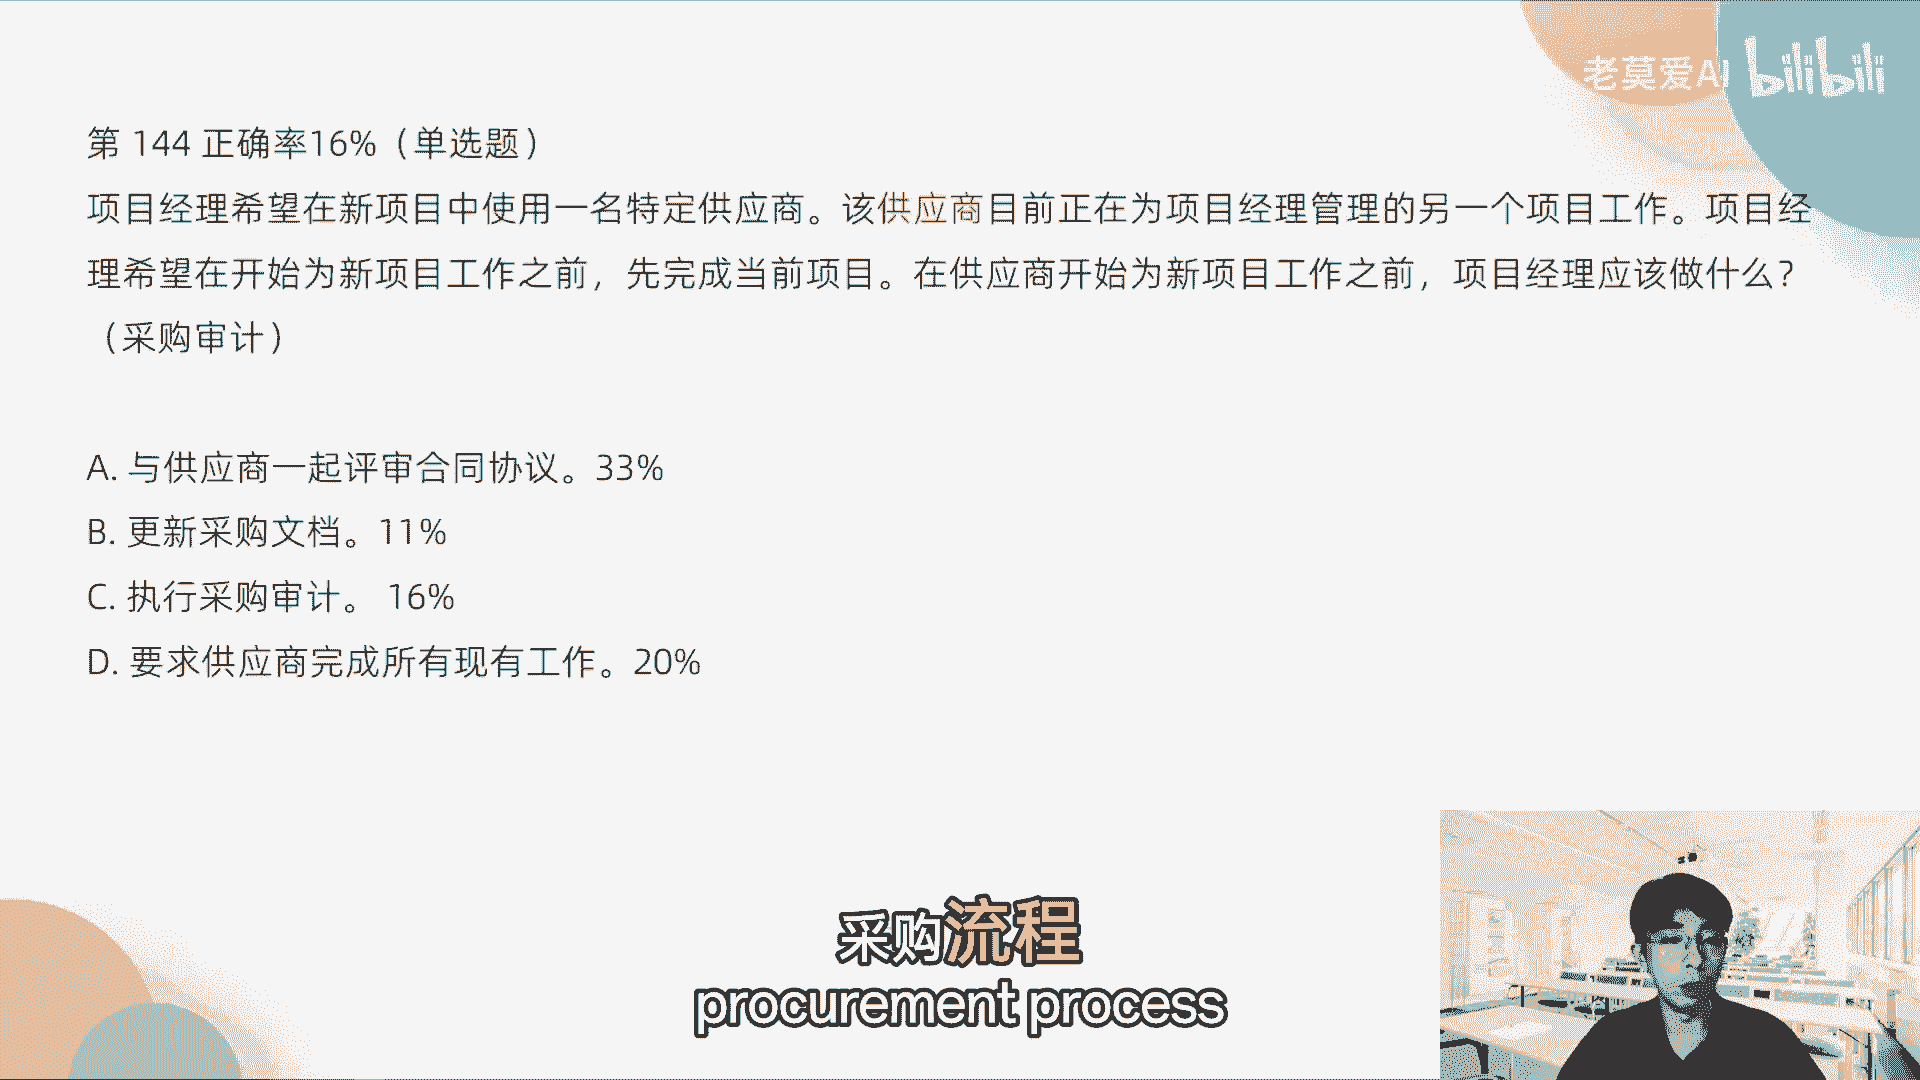 老莫爱AI bilibili
第 144 正确率16%（单选题）
项目经理希望在新项目中使用一名特定供应商。该供应商目前正在为项目经理管理的另一个项目工作。项目经
理希望在开始为新项目工作之前，先完成当前项目。在供应商开始为新项目工作之前，项目经理应该做什么？
（采购审计）
A. 与供应商一起评审合同协议。33%
B. 更新采购文档。11%
C. 执行采购审计。 16%
D. 要求供应商完成所有现有工作。20%
采购流程
procurement process